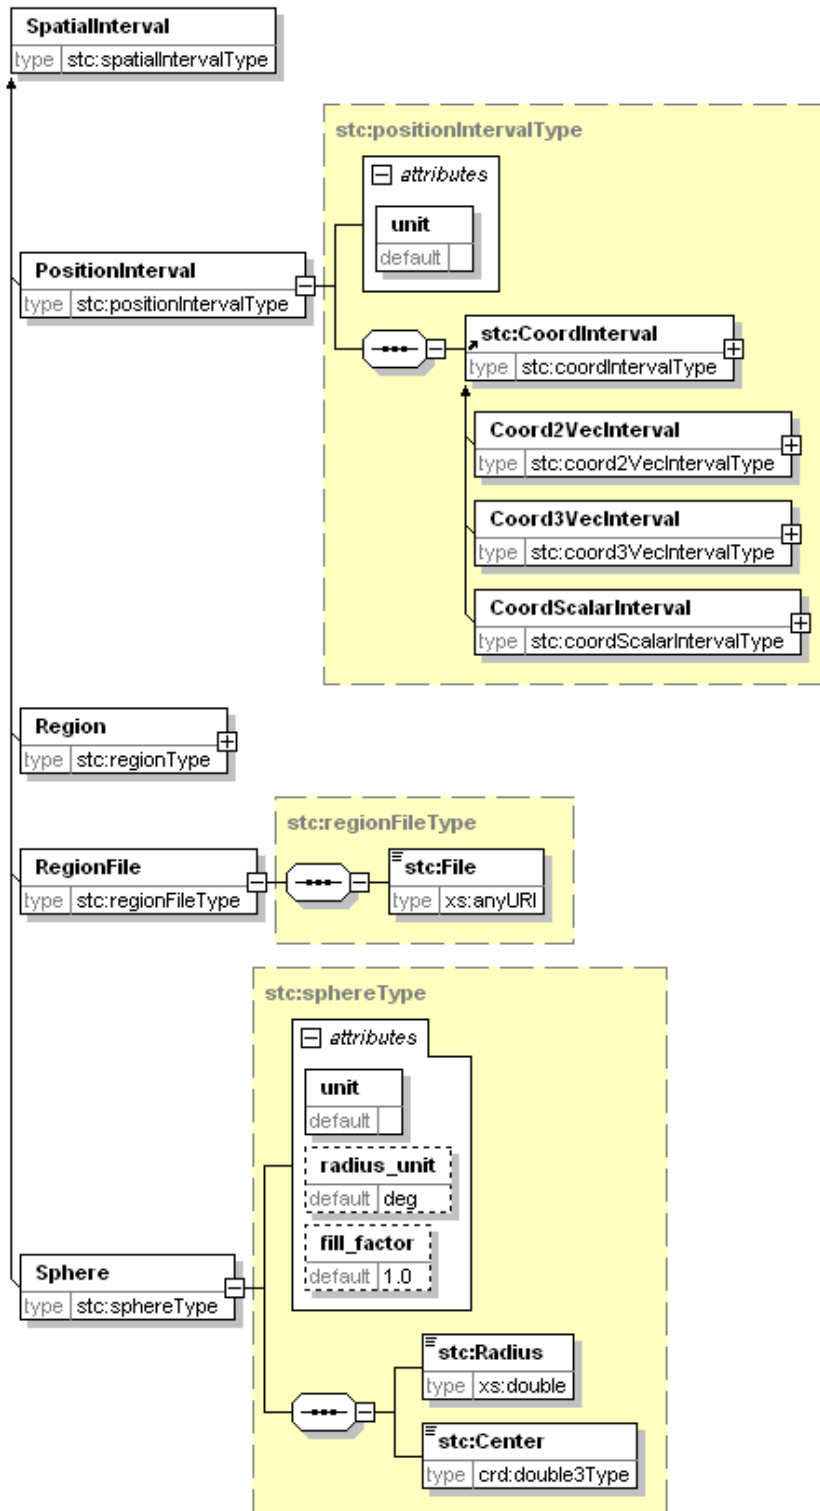 SpatialInterval
type stc:spatialIntervalType
stc:positionIntervalType
attributes
unit
default
PositionInterval
type stc:positionIntervalType
stc:CoordInterval
type stc:coordIntervalType
Coord2VecInterval
type stc:coord2VecIntervalType
Coord3VecInterval
type stc:coord3VecIntervalType
CoordScalarInterval
type stc:coordScalarIntervalType
Region
type stc:regionType
stc:regionFileType
RegionFile
type stc:regionFileType
stc:File
type xs:anyURI
stc:sphereType
attributes
unit
default
radius_unit
default deg
fill_factor
default 1.0
Sphere
type stc:sphereType
stc:Radius
type xs:double
stc:Center
type crd:double3Type